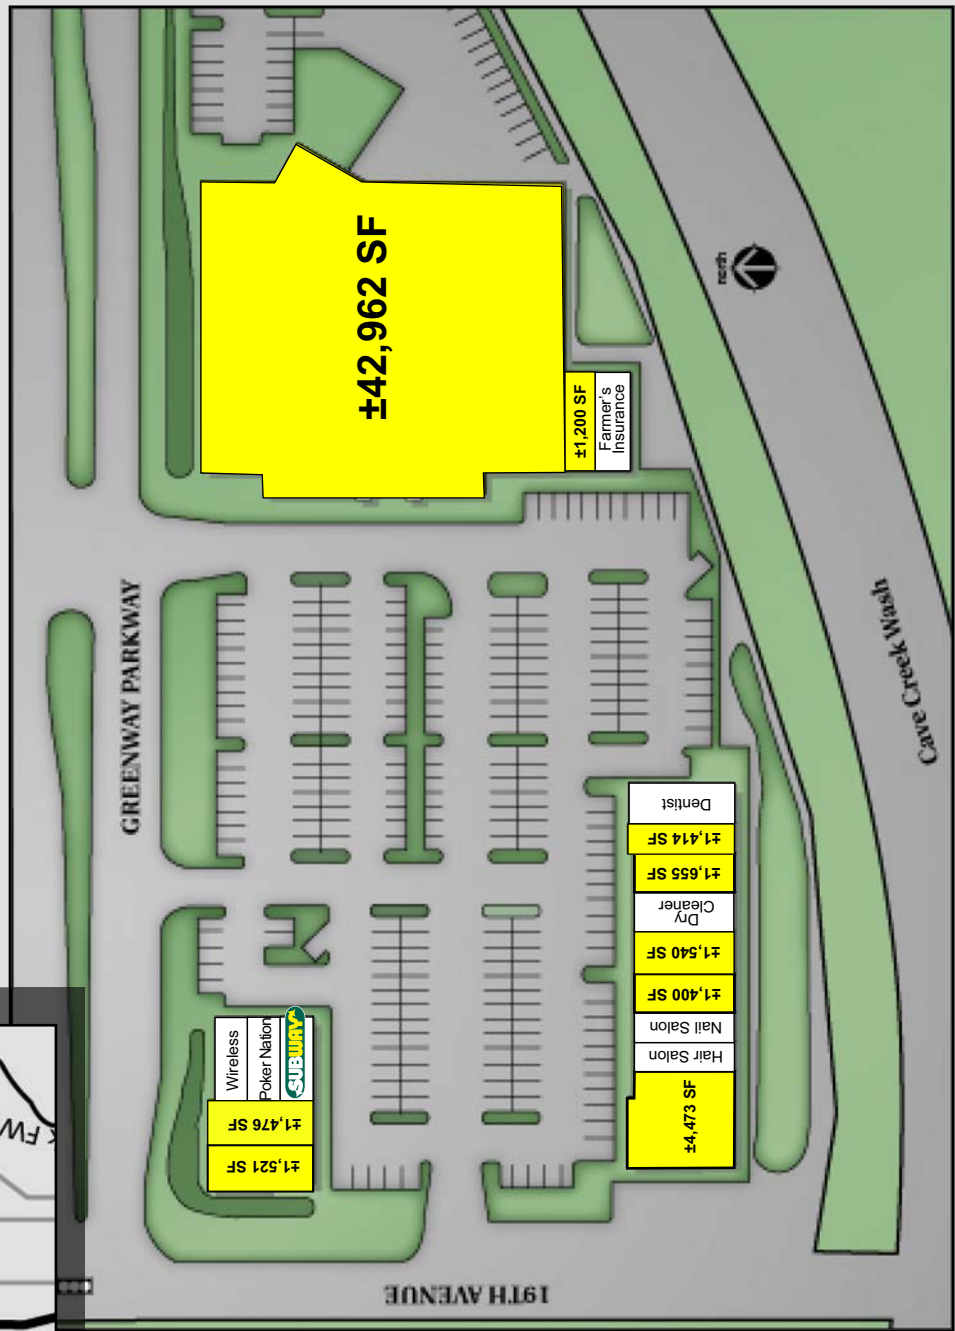 ±42,962 SF
north
±1,200 SF
Farmer's
Insurance
GREENWAY PARKWAY
Cave Creek Wash
Dentist
±1,414 SF
±1,655 SF
Dry
Cleaner
±1,540 SF
±1,400 SF
Nail Salon
Hair Salon
±4,473 SF
Wireless
Poker Nation
SUBWAY
±1,476 SF
±1,521 SF
FW
19TH AVENUE